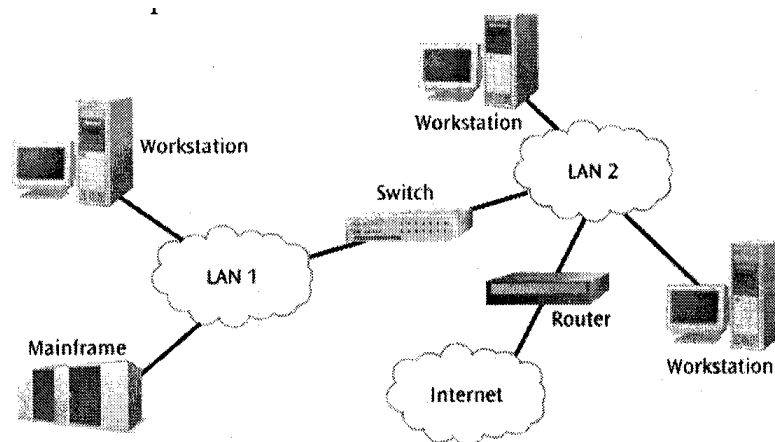 Workstation
Workstation
LAN 2
Switch
LAN 1
Router
Mainframe
Workstation
Internet